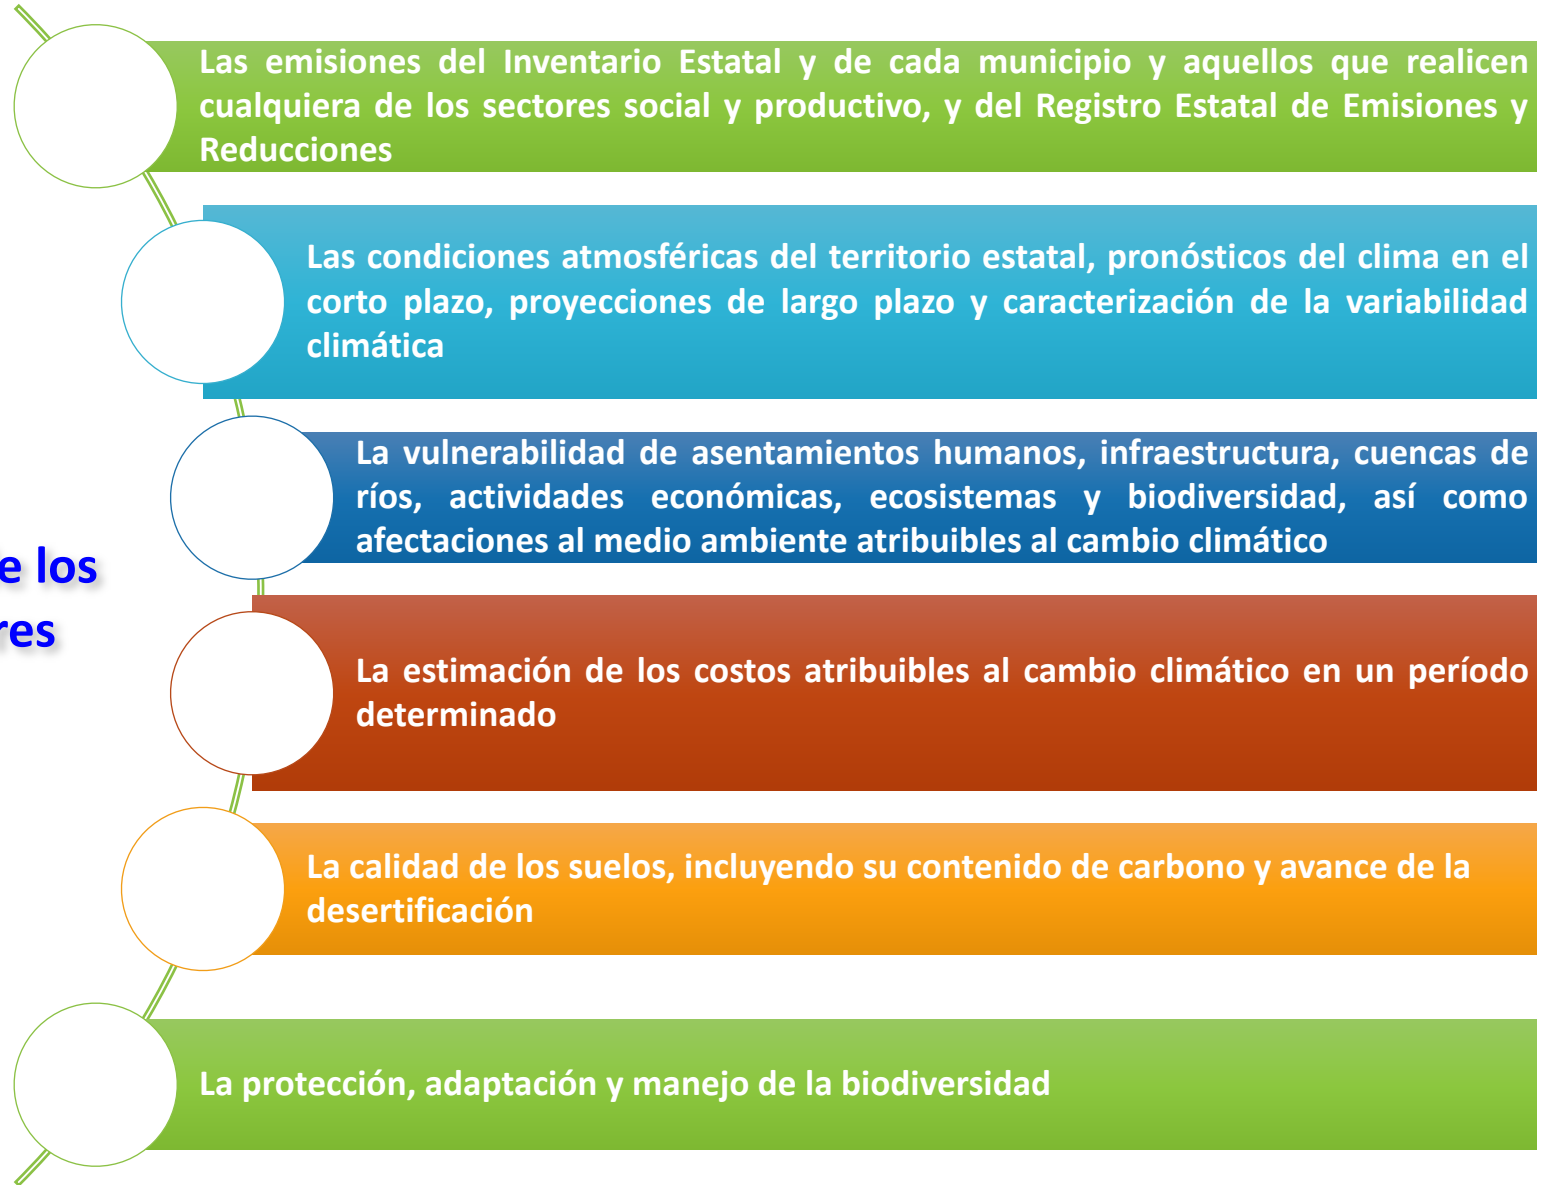 Las emisiones del Inventario Estatal y de cada municipio y aquellos que realicen
cualquiera de los sectores social y productivo, y del Registro Estatal de Emisiones y
Reducciones
Las condiciones atmosféricas del territorio estatal, pronósticos del clima en el
corto plazo, proyecciones de largo plazo y caracterización de la variabilidad
climática
La vulnerabilidad de asentamientos humanos, infraestructura, cuencas de
ríos, actividades económicas, ecosistemas y biodiversidad, así como
afectaciones al medio ambiente atribuibles al cambio climático
e los
res
La estimación de los costos atribuibles al cambio climático en un período
determinado
La calidad de los suelos, incluyendo su contenido de carbono y avance de la
desertificación
La protección, adaptación y manejo de la biodiversidad